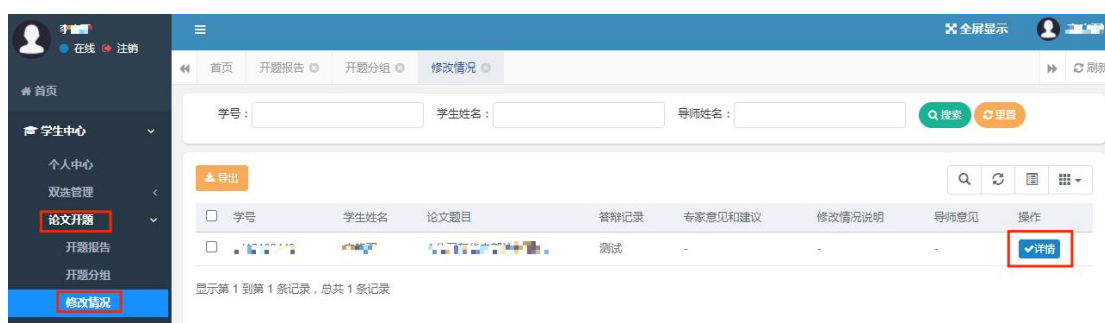 在线 注销
全屏显示
首页 开题报告 开题分组 修改情况
首页
学号： 学生姓名： 导师姓名： 搜索 重置
学生中心
个人中心
导出
双选管理
学号 学生姓名 论文题目 答辩记录 专家意见和建议 修改情况说明 导师意见 操作
论文开题
测试 - - - 详情
开题报告
开题分组
显示第 1 到第 1 条记录，总共 1 条记录
修改情况